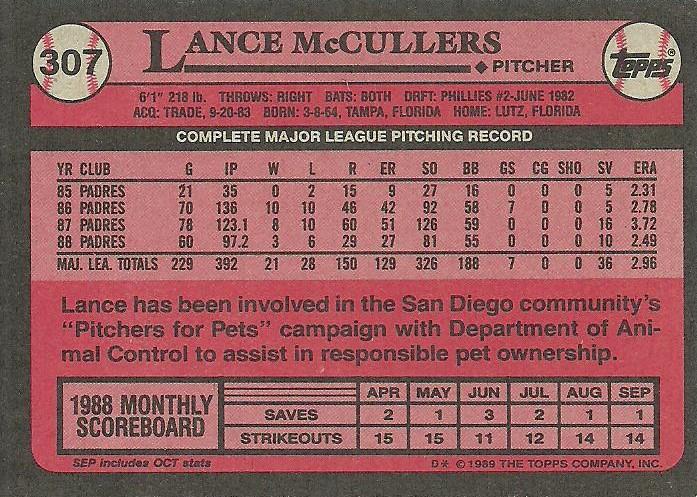 307
LANCE McCULLERS
◆ PITCHER
TOPPS®
6'1" 218 lb. THROWS: RIGHT BATS: BOTH DRFT: PHILLIES #2-JUNE 1982
ACQ: TRADE, 9-20-83 BORN: 3-8-64, TAMPA, FLORIDA HOME: LUTZ, FLORIDA
COMPLETE MAJOR LEAGUE PITCHING RECORD
YR CLUB G IP W L R ER SO BB GS CG SHO SV ERA
85 PADRES 21 35 0 2 15 9 27 16 0 0 0 5 2.31
86 PADRES 70 136 10 10 46 42 92 58 7 0 0 5 2.78
87 PADRES 78 123.1 8 10 60 51 126 59 0 0 0 16 3.72
88 PADRES 60 97.2 3 6 29 27 81 55 0 0 0 10 2.49
MAJ. LEA. TOTALS 229 392 21 28 150 129 326 188 7 0 0 36 2.96
Lance has been involved in the San Diego community's
"Pitchers for Pets" campaign with Department of Ani-
mal Control to assist in responsible pet ownership.
1988 MONTHLY
SCOREBOARD
APR MAY JUN JUL AUG SEP
SAVES 2 1 3 2 1 1
STRIKEOUTS 15 15 11 12 14 14
SEP includes OCT stats
D* © 1989 THE TOPPS COMPANY, INC.